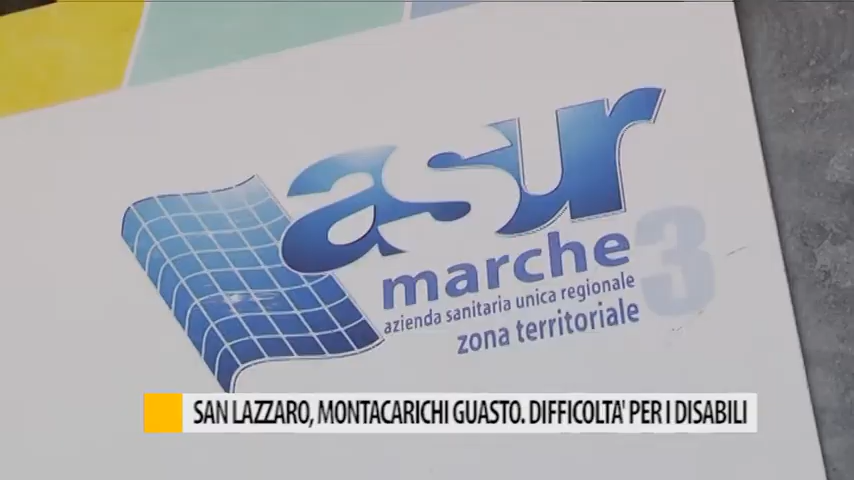 asur
marche 3
azienda sanitaria unica regionale
zona territoriale
SAN LAZZARO, MONTACARICHI GUASTO. DIFFICOLTA' PER I DISABILI